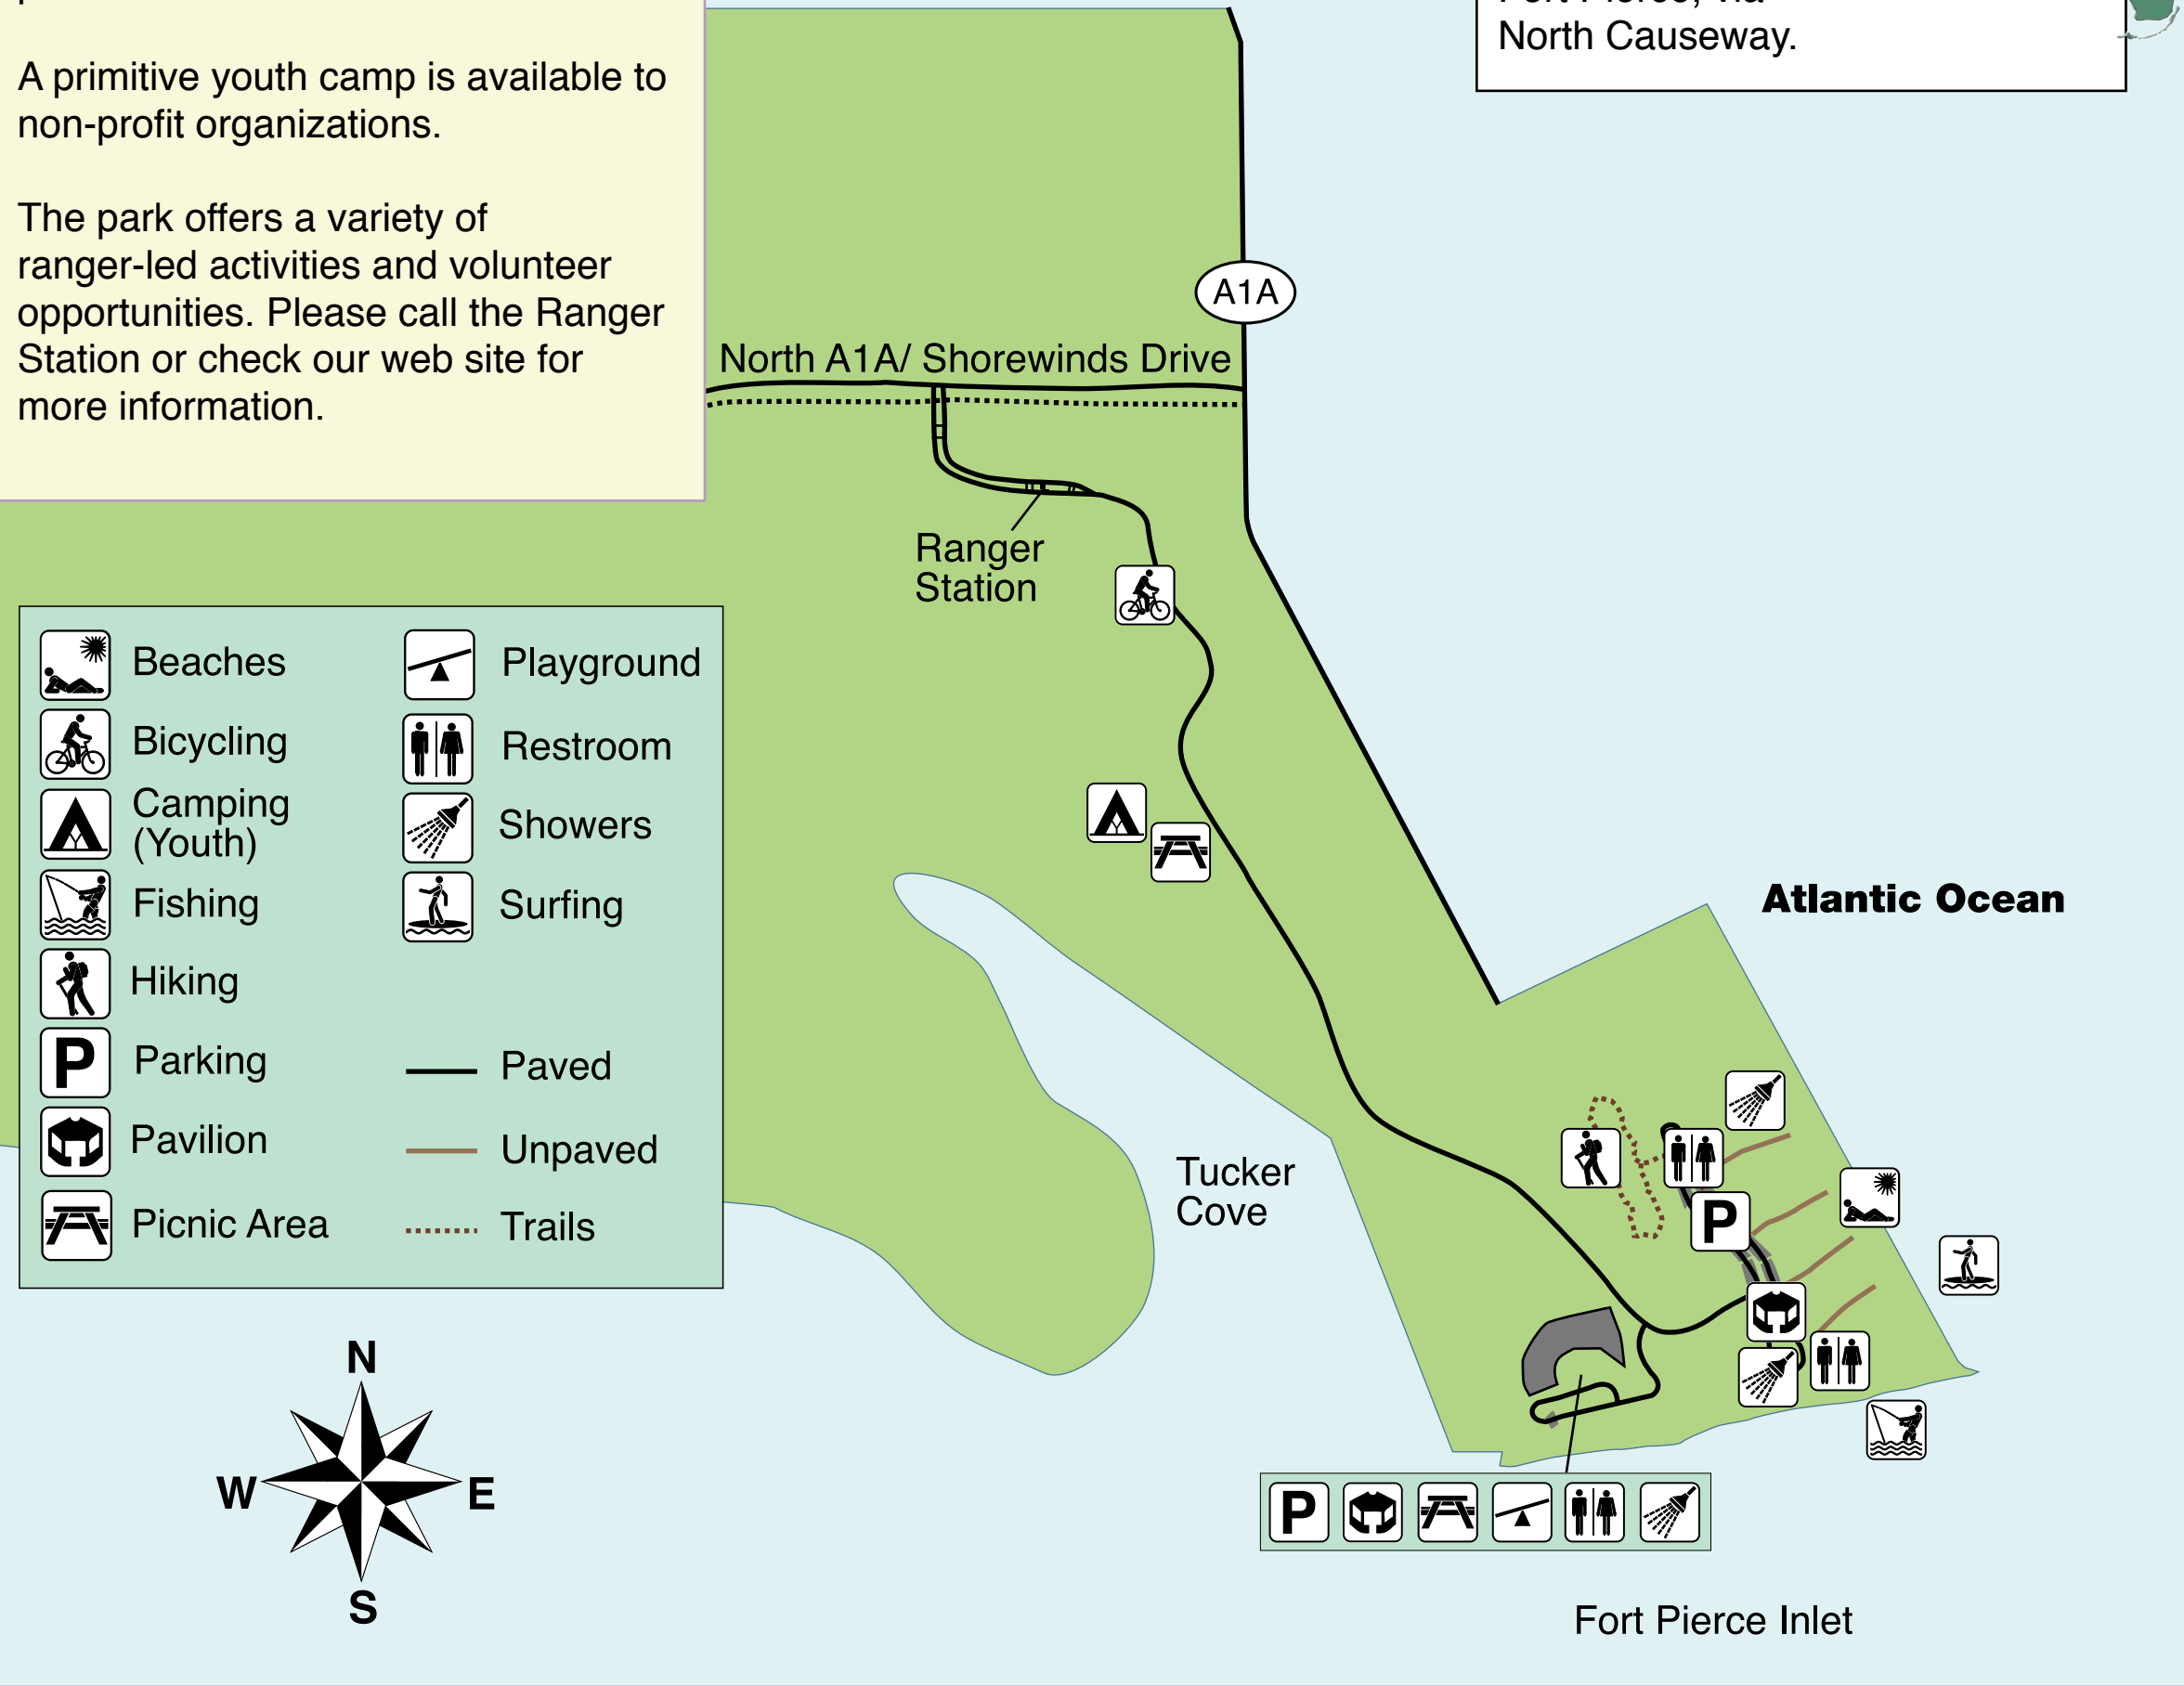 A primitive youth camp is available to
non-profit organizations.
The park offers a variety of
ranger-led activities and volunteer
opportunities. Please call the Ranger
Station or check our web site for
more information.
Fort Pierce, via
North Causeway.
A1A
North A1A/ Shorewinds Drive
Ranger
Station
Beaches
Bicycling
Camping
(Youth)
Fishing
Hiking
P
Parking
Pavilion
Picnic Area
Playground
Restroom
Showers
Surfing
Paved
Unpaved
Trails
Atlantic Ocean
Tucker
Cove
P
N
W
E
S
P
Fort Pierce Inlet